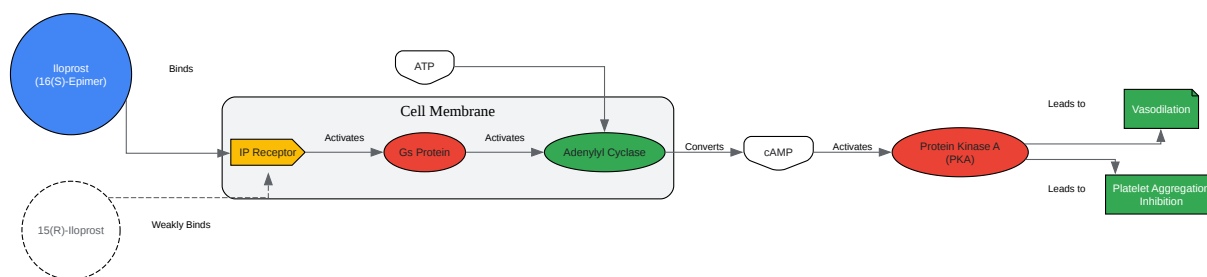 Iloprost
(16(S)-Epimer)
Binds
ATP
Cell Membrane
IP Receptor
Activates
Gs Protein
Activates
Adenylyl Cyclase
Converts
cAMP
Activates
Protein Kinase A
(PKA)
Leads to
Vasodilation
Leads to
Platelet Aggregation
Inhibition
15(R)-Iloprost
Weakly Binds